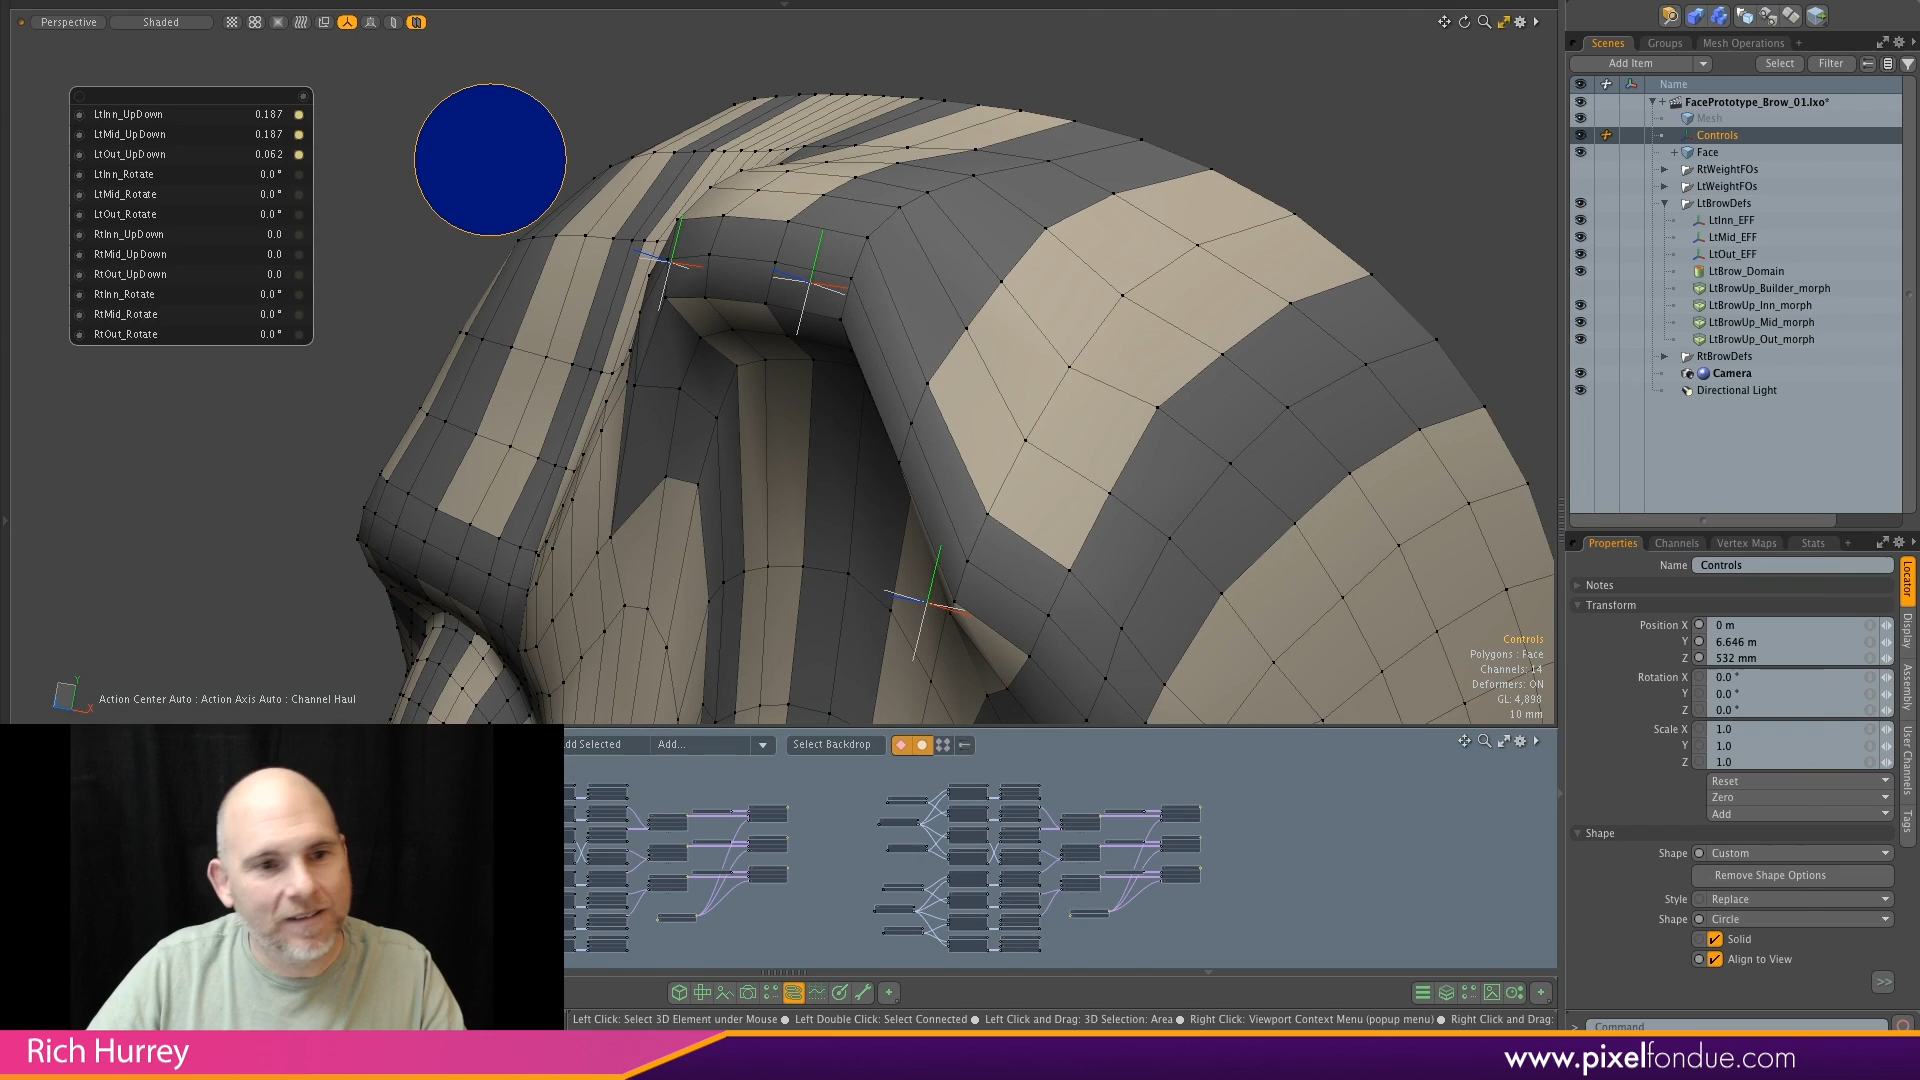 Perspective
Shaded
LtInn_UpDown 0.187
LtMid_UpDown 0.187
LtOut_UpDown 0.062
LtInn_Rotate 0.0 °
LtMid_Rotate 0.0 °
LtOut_Rotate 0.0 °
RtInn_UpDown 0.0
RtMid_UpDown 0.0
RtOut_UpDown 0.0
RtInn_Rotate 0.0 °
RtMid_Rotate 0.0 °
RtOut_Rotate 0.0 °
Controls
Polygons : Face
Channels: 14
Deformers: ON
GL: 4,898
10 mm
Y
X
Action Center Auto : Action Axis Auto : Channel Haul
dd Selected
Add...
Select Backdrop
Left Click: Select 3D Element under Mouse ● Left Double Click: Select Connected ● Left Click and Drag: 3D Selection: Area ● Right Click: Viewport Context Menu (popup menu) ● Right Click and Drag:
Scenes Groups Mesh Operations +
Add Item Select Filter
Name
FacePrototype_Brow_01.lxo*
Mesh
Controls
Face
RtWeightFOs
LtWeightFOs
LtBrowDefs
LtInn_EFF
LtMid_EFF
LtOut_EFF
LtBrow_Domain
LtBrowUp_Builder_morph
LtBrowUp_Inn_morph
LtBrowUp_Mid_morph
LtBrowUp_Out_morph
RtBrowDefs
Camera
Directional Light
Properties Channels Vertex Maps Stats +
Name Controls
Notes
Transform
Position X 0 m
Y 6.646 m
Z 532 mm
Rotation X 0.0 °
Y 0.0 °
Z 0.0 °
Scale X 1.0
Y 1.0
Z 1.0
Reset
Zero
Add
Shape
Shape Custom
Remove Shape Options
Style Replace
Shape Circle
Solid
Align to View
>>
Locator
Display
Assembly
User Channels
Tags
> Command
Rich Hurrey
www.pixelfondue.com